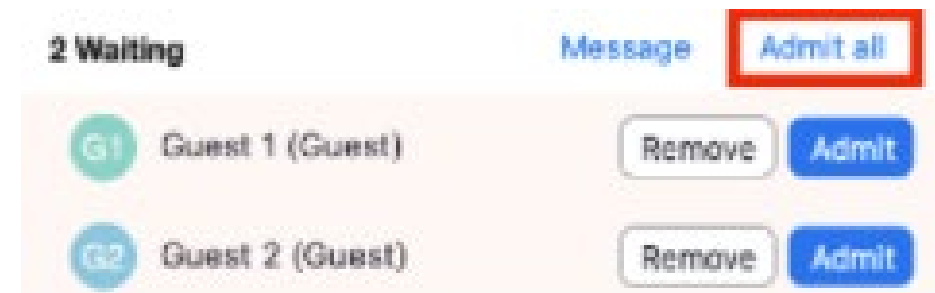 2 Waiting Message Admit all
G1 Guest 1 (Guest) Remove Admit
G2 Guest 2 (Guest) Remove Admit